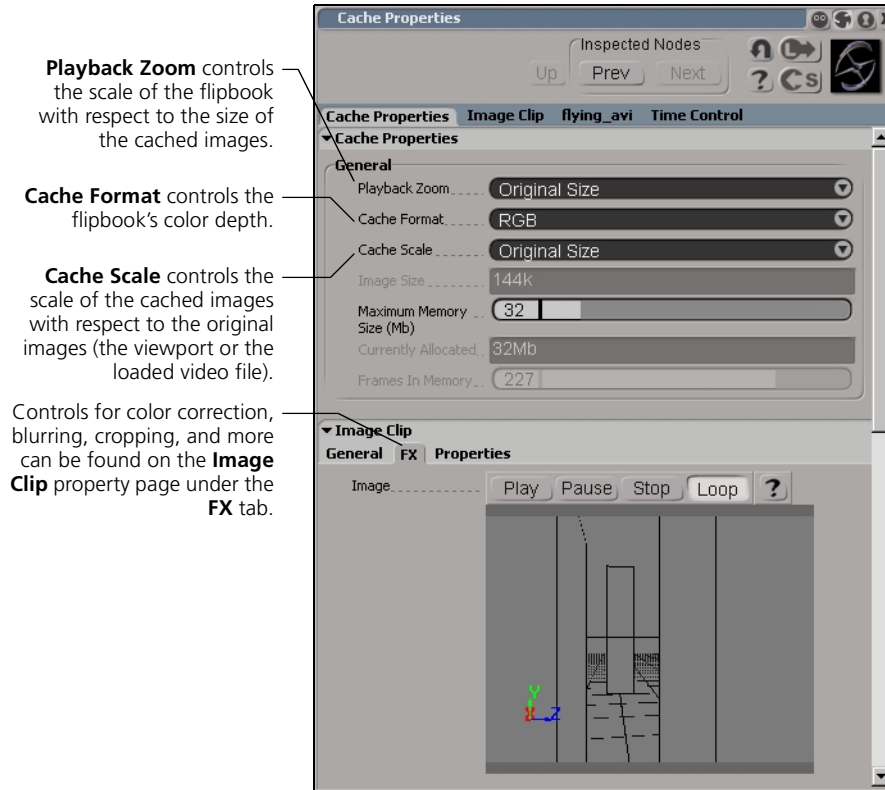 Playback Zoom controls
the scale of the flipbook
with respect to the size of
the cached images.
Cache Format controls the
flipbook's color depth.
Cache Scale controls the
scale of the cached images
with respect to the original
images (the viewport or the
loaded video file).
Controls for color correction,
blurring, cropping, and more
can be found on the Image
Clip property page under the
FX tab.
Cache Properties
Inspected Nodes
Up Prev Next
? C S
Cache Properties Image Clip flying_avi Time Control
Cache Properties
General
Playback Zoom Original Size
Cache Format RGB
Cache Scale Original Size
Image Size 144k
Maximum Memory
Size (Mb) 32
Currently Allocated 32Mb
Frames In Memory 227
Image Clip
General FX Properties
Image Play Pause Stop Loop ?
Y
X Z